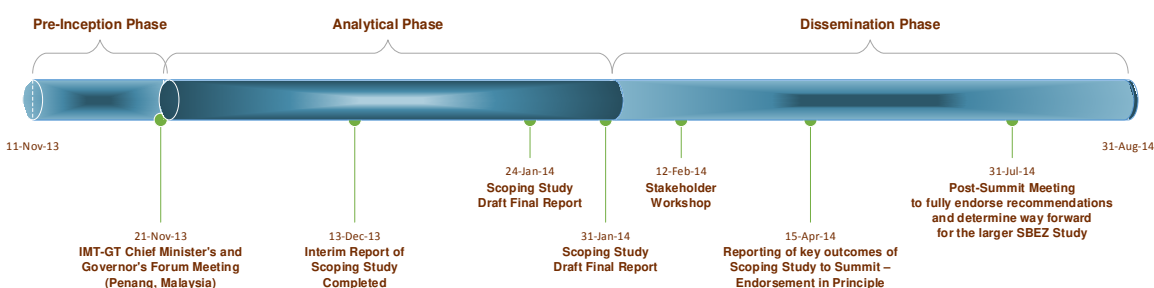 Pre-Inception Phase
Analytical Phase
Dissemination Phase
11-Nov-13
31-Aug-14
24-Jan-14
Scoping Study
Draft Final Report
12-Feb-14
Stakeholder
Workshop
31-Jul-14
Post-Summit Meeting
to fully endorse recommendations
and determine way forward
for the larger SBEZ Study
21-Nov-13
IMT-GT Chief Minister's and
Governor's Forum Meeting
(Penang, Malaysia)
13-Dec-13
Interim Report of
Scoping Study
Completed
31-Jan-14
Scoping Study
Draft Final Report
15-Apr-14
Reporting of key outcomes of
Scoping Study to Summit –
Endorsement in Principle